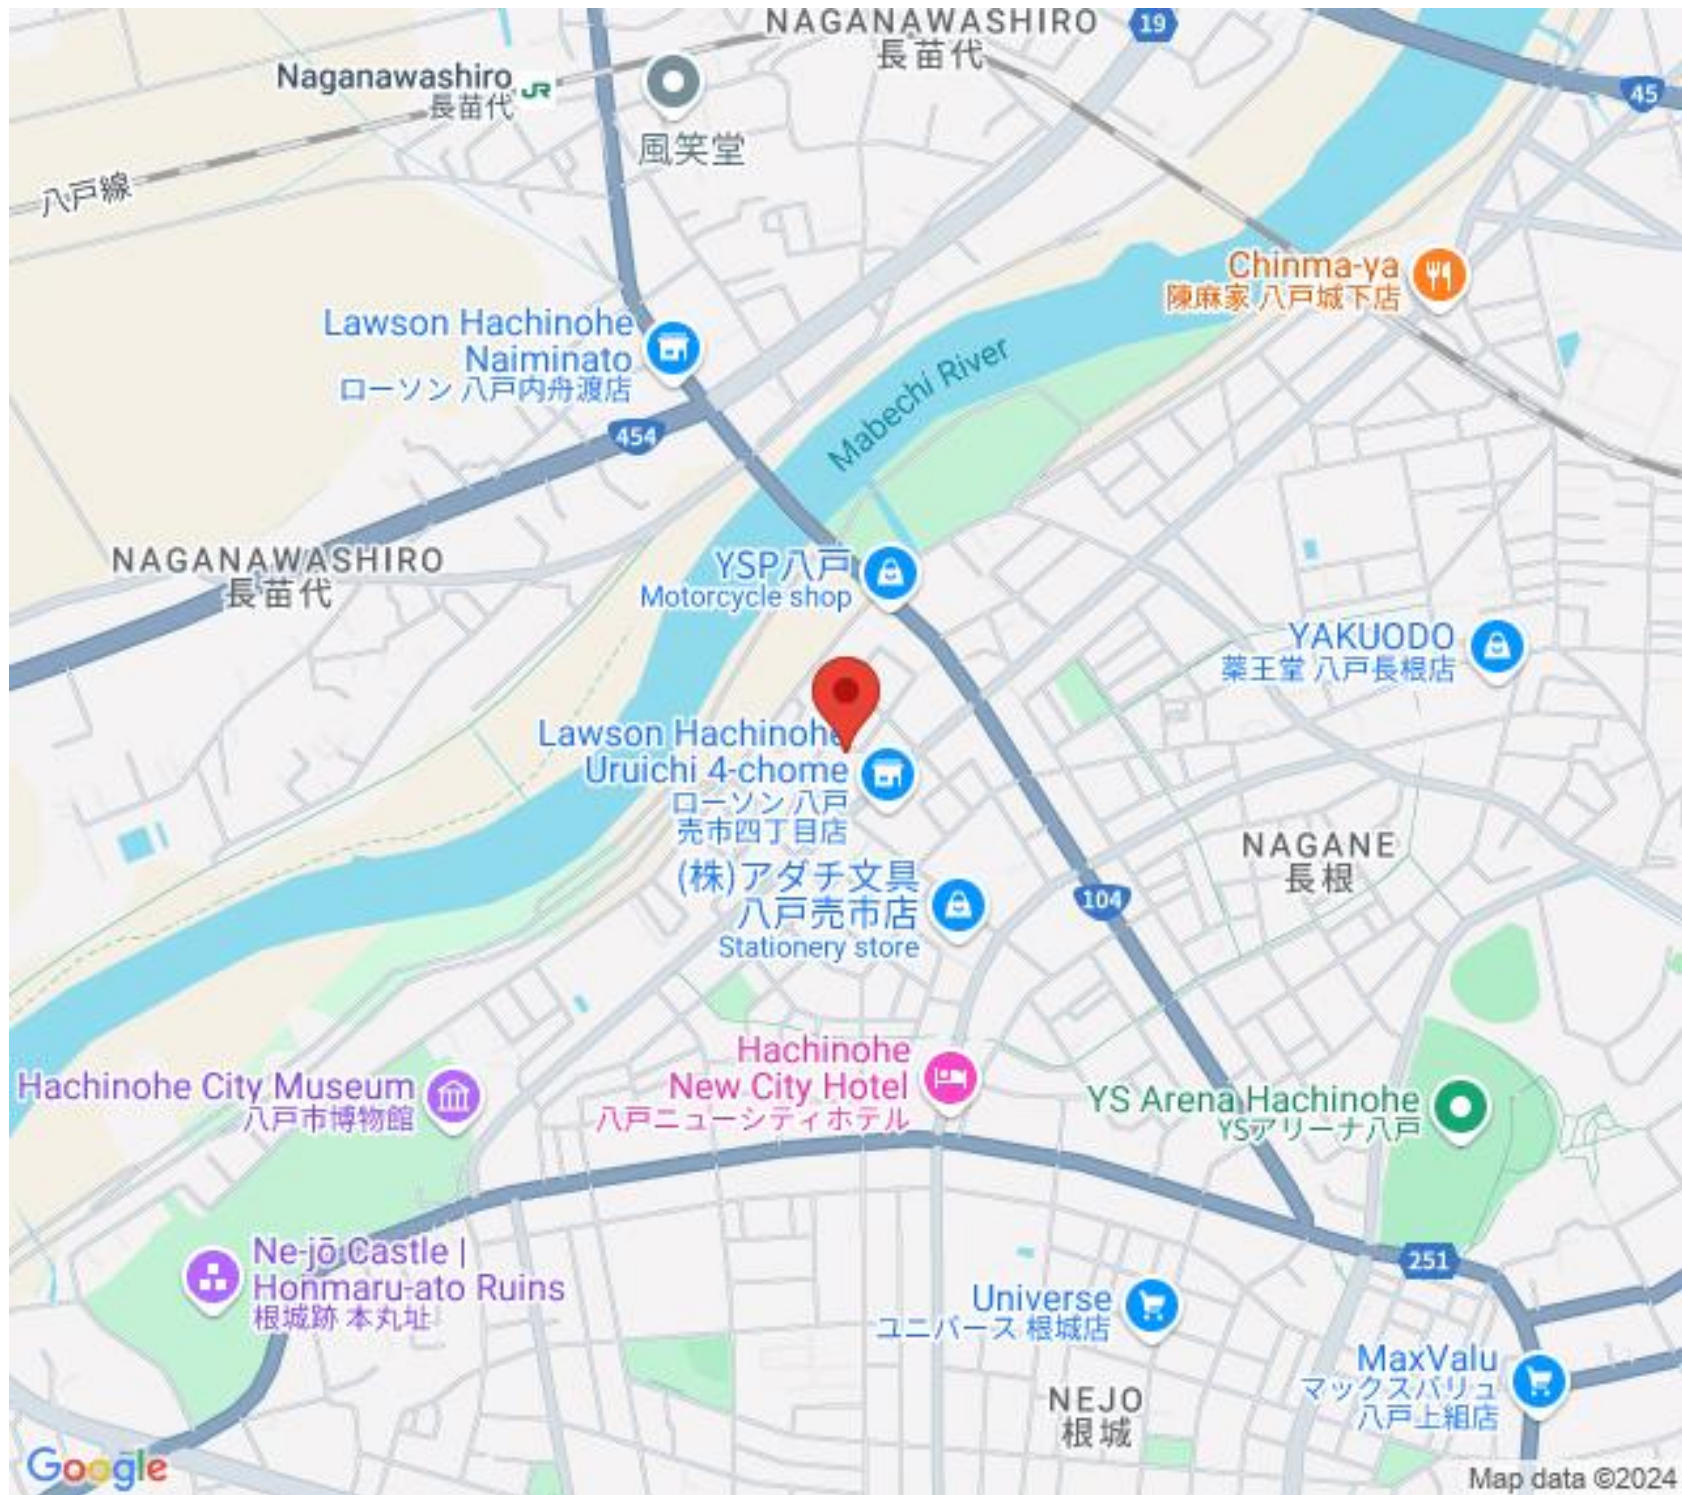 NAGANAWASHIRO
長苗代
19
Naganawashiro
長苗代
JR
風笑堂
45
八戸線
Chinma-ya
陳麻家 八戸城下店
Lawson Hachinohe
Naiminato
ローソン 八戸内舟渡店
Mabechi River
454
NAGANAWASHIRO
長苗代
YSP八戸
Motorcycle shop
YAKUODO
薬王堂 八戸長根店
Lawson Hachinohe
Uruichi 4-chome
ローソン 八戸
売市四丁目店
NAGANE
長根
(株)アダチ文具
八戸売市店
Stationery store
104
Hachinohe
New City Hotel
八戸ニューシティホテル
Hachinohe City Museum
八戸市博物館
YS Arena Hachinohe
YSアリーナ八戸
Ne-jō Castle |
Honmaru-ato Ruins
根城跡 本丸址
251
Universe
ユニバース 根城店
MaxValu
マックスバリュ
八戸上組店
NEJO
根城
Google
Map data ©2024